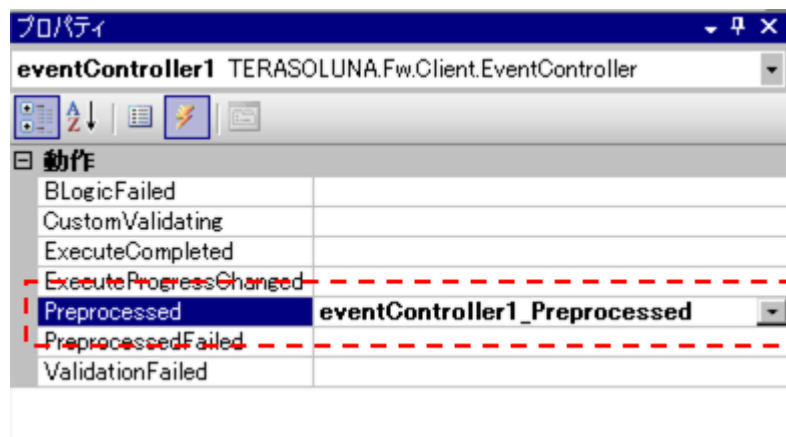 プロパティ
eventController1 TERASOLUNA.Fw.Client.EventController
動作
BLogicFailed
CustomValidating
ExecuteCompleted
ExecuteProgressChanged
Preprocessed eventController1_Preprocessed
PreprocessedFailed
ValidationFailed